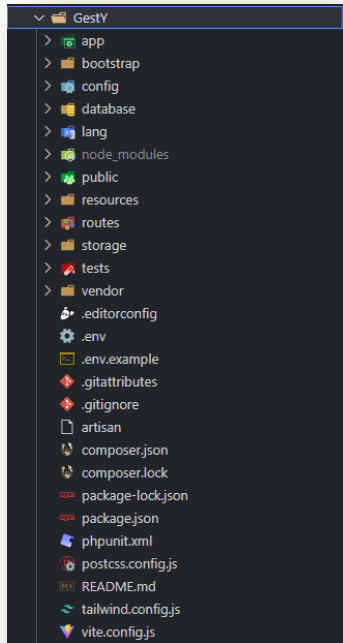 GestY
app
bootstrap
config
database
lang
node_modules
public
resources
routes
storage
tests
vendor
.editorconfig
.env
.env.example
.gitattributes
.gitignore
artisan
composer.json
composer.lock
package-lock.json
package.json
phpunit.xml
postcss.config.js
README.md
tailwind.config.js
vite.config.js